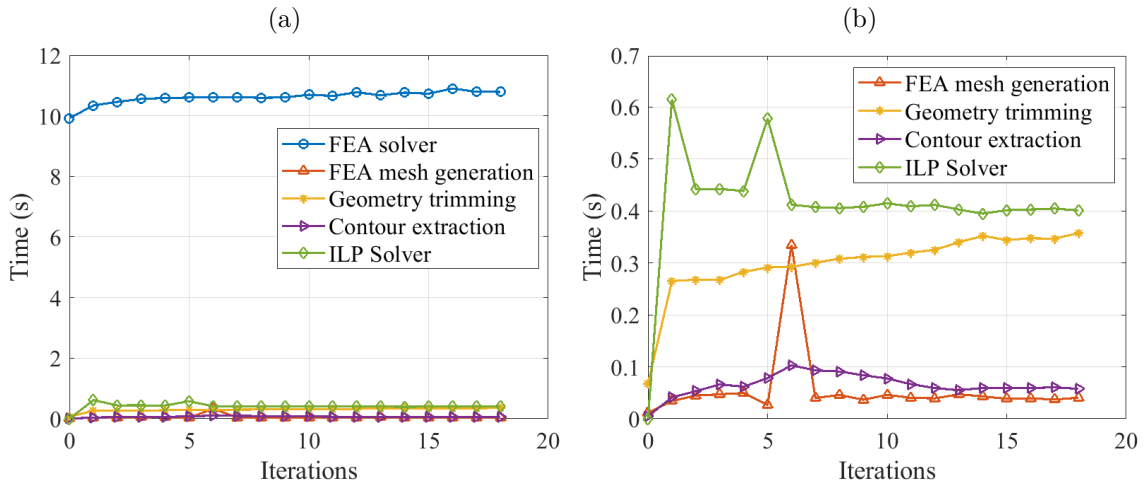 (a)
12
10
8
6
4
2
0
0
5
10
15
20
Time (s)
Iterations
FEA solver
FEA mesh generation
Geometry trimming
Contour extraction
ILP Solver
(b)
0.7
0.6
0.5
0.4
0.3
0.2
0.1
0
0
5
10
15
20
Time (s)
Iterations
FEA mesh generation
Geometry trimming
Contour extraction
ILP Solver